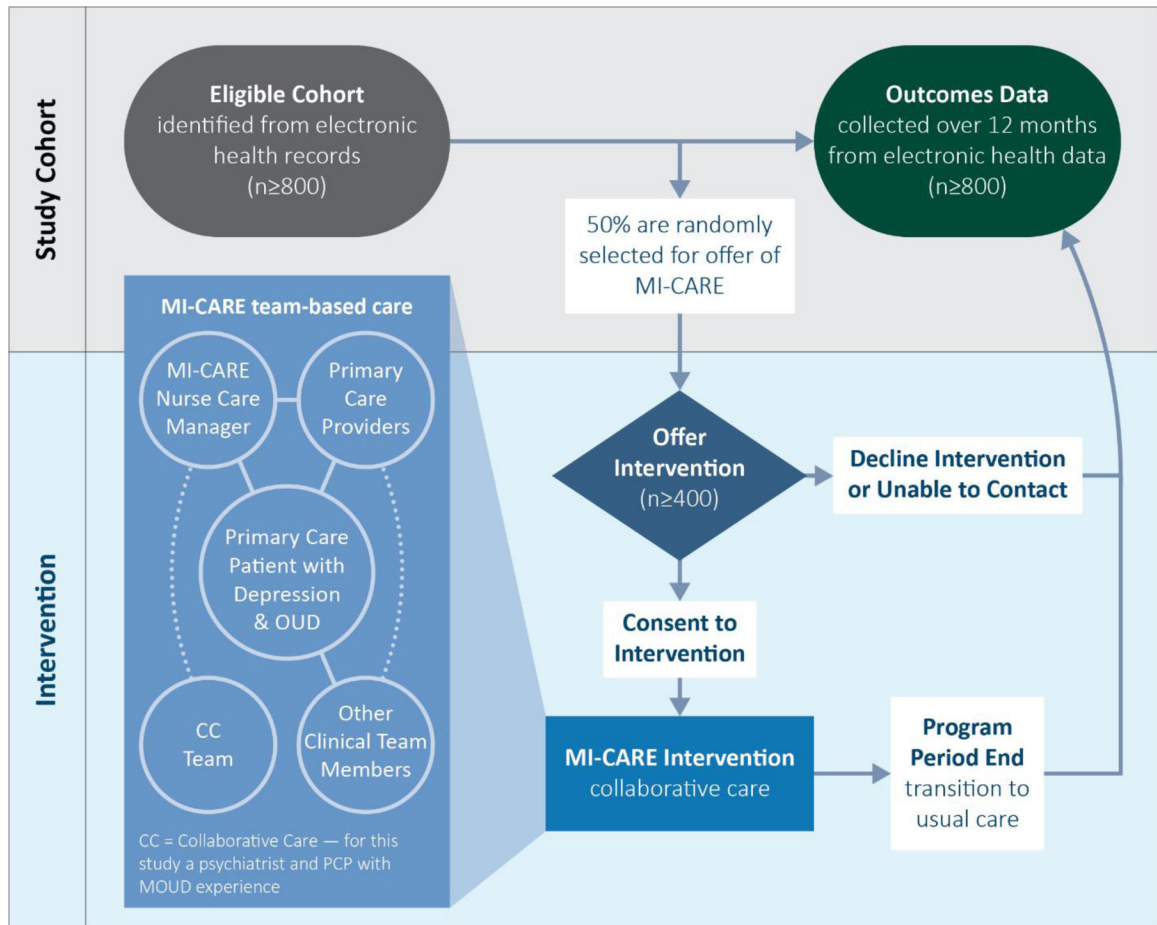 Study Cohort
Eligible Cohort
identified from electronic
health records
(n≥800)
Outcomes Data
collected over 12 months
from electronic health data
(n≥800)
50% are randomly
selected for offer of
MI-CARE
Intervention
MI-CARE team-based care
MI-CARE
Nurse Care
Manager
Primary
Care
Providers
Primary Care
Patient with
Depression
& OUD
CC
Team
Other
Clinical Team
Members
CC = Collaborative Care — for this
study a psychiatrist and PCP with
MOUD experience
Offer
Intervention
(n≥400)
Decline Intervention
or Unable to Contact
Consent to
Intervention
MI-CARE Intervention
collaborative care
Program
Period End
transition to
usual care